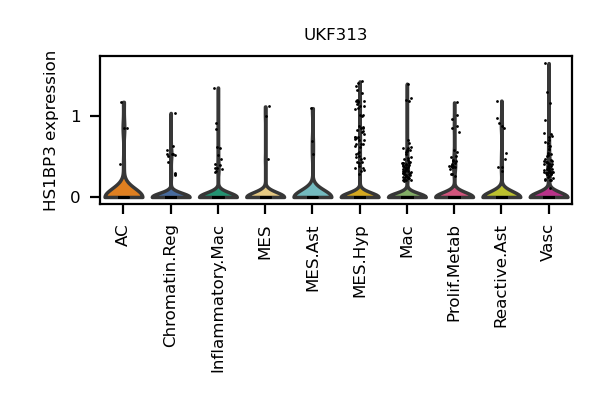 UKF313
HS1BP3 expression
1
0
AC
Chromatin.Reg
Inflammatory.Mac
MES
MES.Ast
MES.Hyp
Mac
Prolif.Metab
Reactive.Ast
Vasc